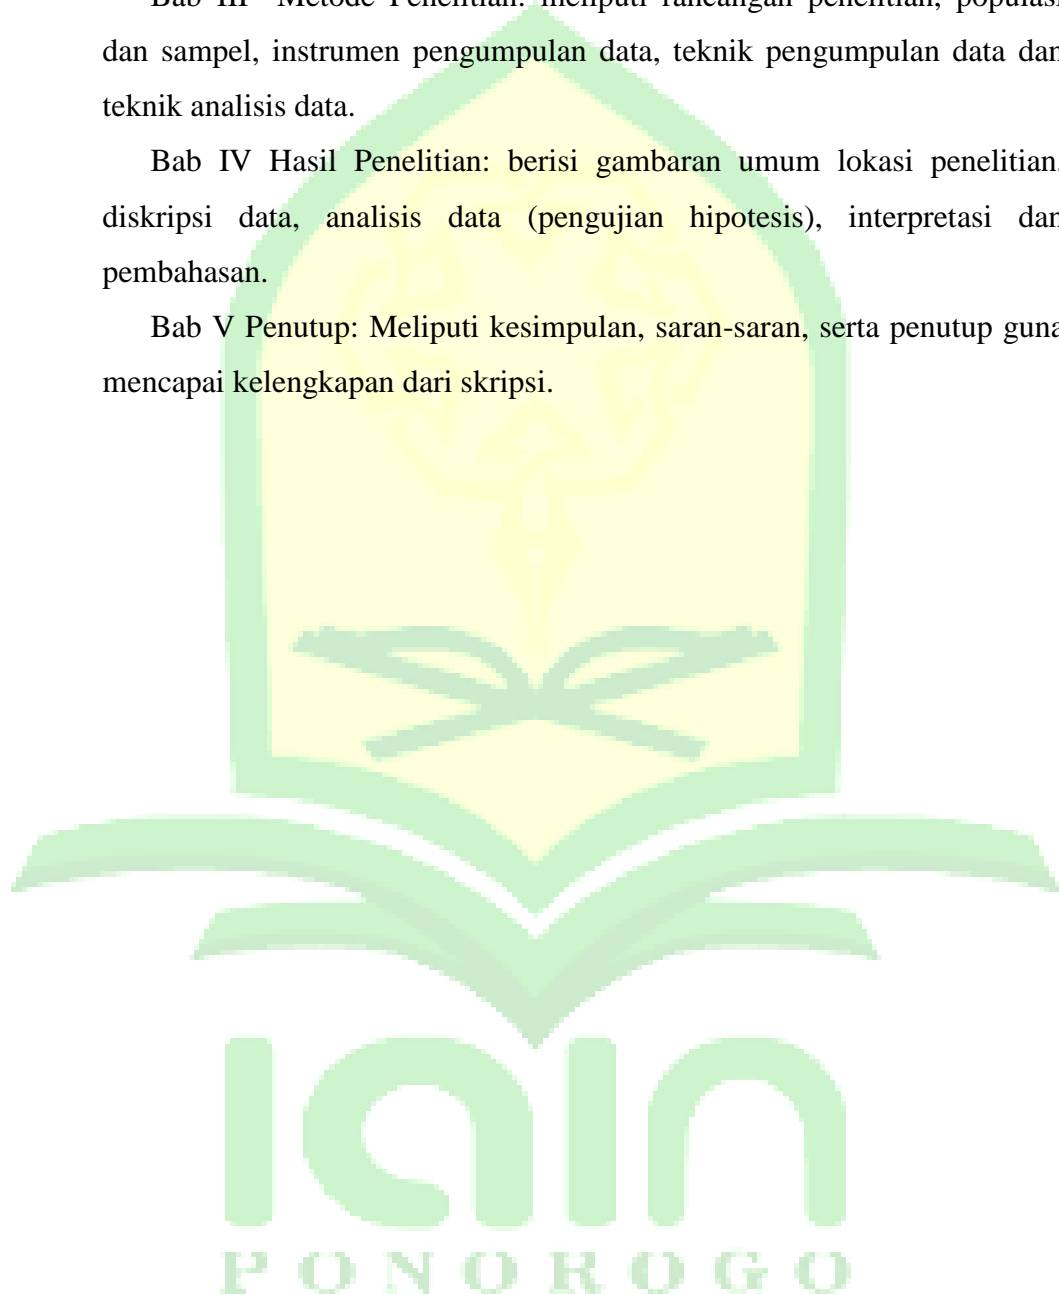 Bab III Metode Penelitian: meliputi rancangan penelitian, populasi
dan sampel, instrumen pengumpulan data, teknik pengumpulan data dan
teknik analisis data.
Bab IV Hasil Penelitian: berisi gambaran umum lokasi penelitian,
diskripsi data, analisis data (pengujian hipotesis), interpretasi dan
pembahasan.
Bab V Penutup: Meliputi kesimpulan, saran-saran, serta penutup guna
mencapai kelengkapan dari skripsi.
IAIN
PONOROGO